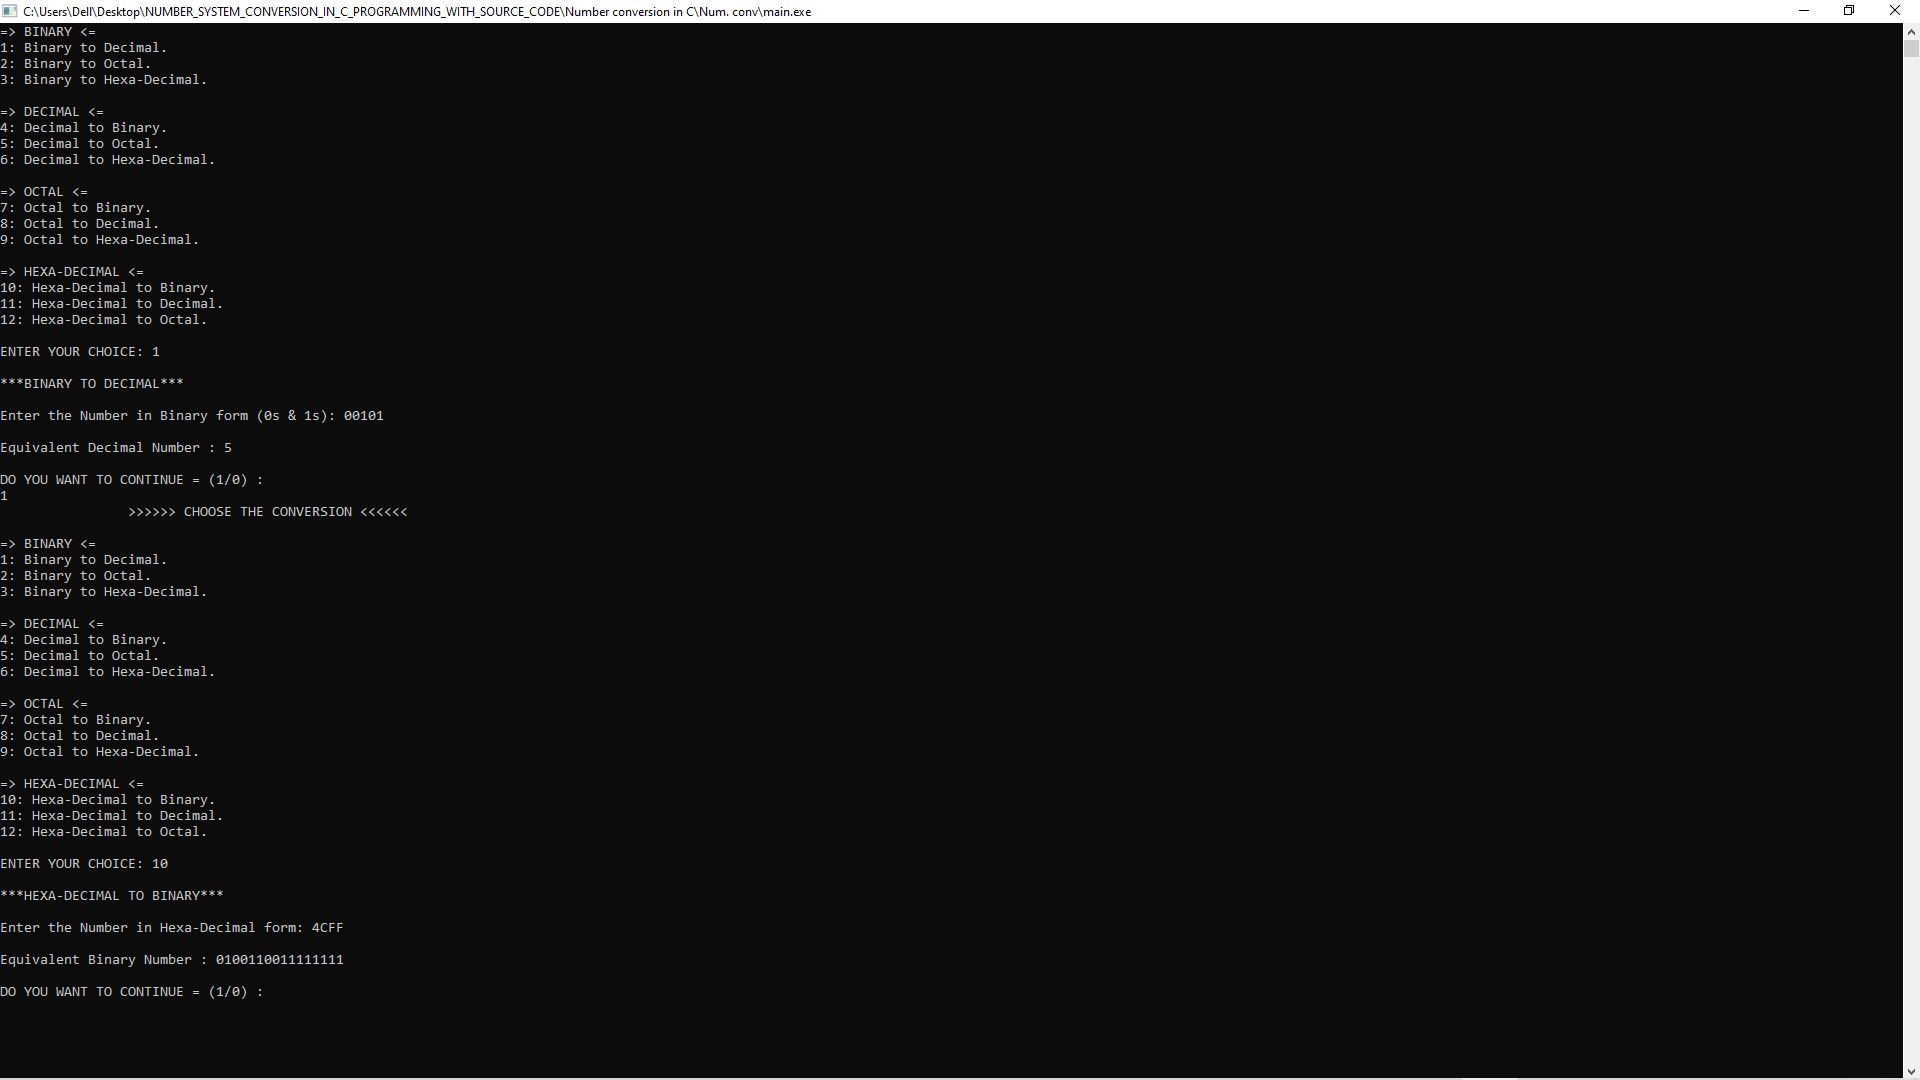 C:\Users\Dell\Desktop\NUMBER_SYSTEM_CONVERSION_IN_C_PROGRAMMING_WITH_SOURCE_CODE\Number conversion in C\Num. conv\main.exe
=> BINARY <=
1: Binary to Decimal.
2: Binary to Octal.
3: Binary to Hexa-Decimal.
=> DECIMAL <=
4: Decimal to Binary.
5: Decimal to Octal.
6: Decimal to Hexa-Decimal.
=> OCTAL <=
7: Octal to Binary.
8: Octal to Decimal.
9: Octal to Hexa-Decimal.
=> HEXA-DECIMAL <=
10: Hexa-Decimal to Binary.
11: Hexa-Decimal to Decimal.
12: Hexa-Decimal to Octal.
ENTER YOUR CHOICE: 1
***BINARY TO DECIMAL***
Enter the Number in Binary form (0s & 1s): 00101
Equivalent Decimal Number : 5
DO YOU WANT TO CONTINUE = (1/0) :
1
>>>>>> CHOOSE THE CONVERSION <<<<<<
=> BINARY <=
1: Binary to Decimal.
2: Binary to Octal.
3: Binary to Hexa-Decimal.
=> DECIMAL <=
4: Decimal to Binary.
5: Decimal to Octal.
6: Decimal to Hexa-Decimal.
=> OCTAL <=
7: Octal to Binary.
8: Octal to Decimal.
9: Octal to Hexa-Decimal.
=> HEXA-DECIMAL <=
10: Hexa-Decimal to Binary.
11: Hexa-Decimal to Decimal.
12: Hexa-Decimal to Octal.
ENTER YOUR CHOICE: 10
***HEXA-DECIMAL TO BINARY***
Enter the Number in Hexa-Decimal form: 4CFF
Equivalent Binary Number : 0100110011111111
DO YOU WANT TO CONTINUE = (1/0) :